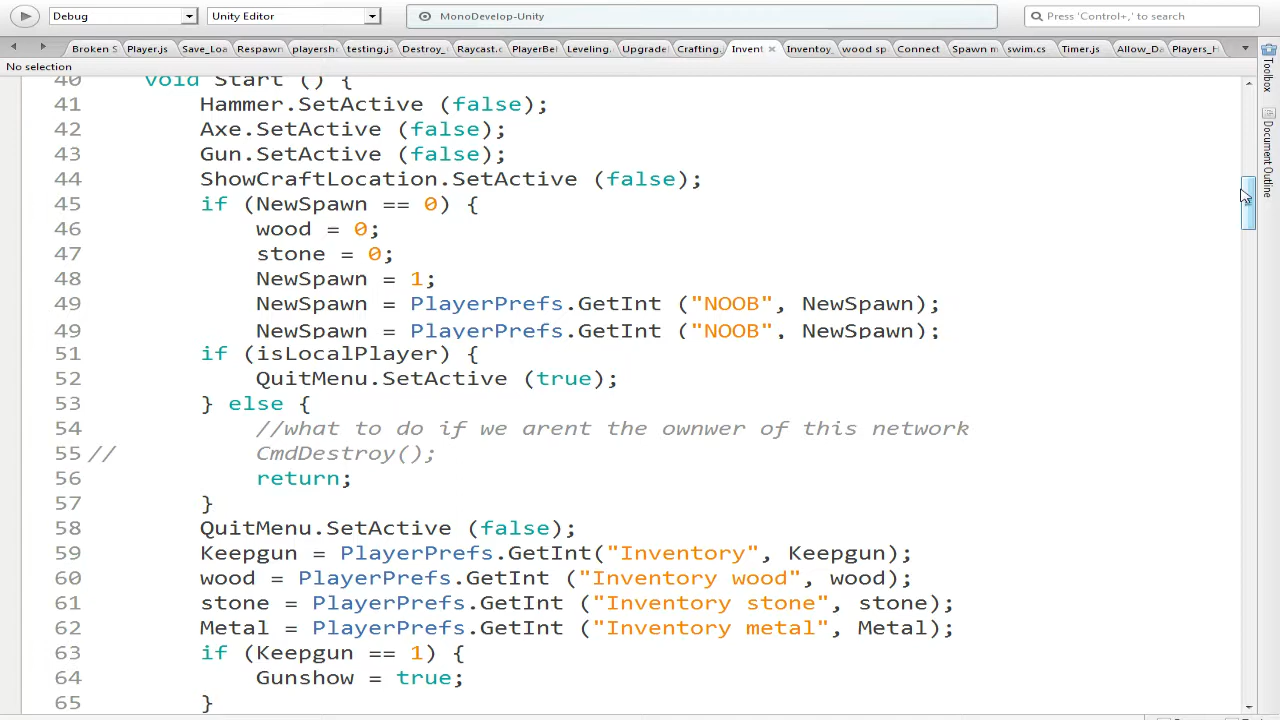 Debug Unity Editor MonoDevelop-Unity Press 'Control+,' to search
Broken S Player.js Save_Loa Respawn playersh testing.js Destroy_ Raycast.c PlayerBel Leveling. Upgrade Crafting. Invent Inventoy wood sp Connect Spawn m swim.cs Timer.js Allow_Da Players_H
No selection
Toolbox
Document Outline
40 void Start () {
41 Hammer.SetActive (false);
42 Axe.SetActive (false);
43 Gun.SetActive (false);
44 ShowCraftLocation.SetActive (false);
45 if (NewSpawn == 0) {
46 wood = 0;
47 stone = 0;
48 NewSpawn = 1;
49 NewSpawn = PlayerPrefs.GetInt ("NOOB", NewSpawn);
49 NewSpawn = PlayerPrefs.GetInt ("NOOB", NewSpawn);
51 if (isLocalPlayer) {
52 QuitMenu.SetActive (true);
53 } else {
54 //what to do if we arent the ownwer of this network
55 // CmdDestroy();
56 return;
57 }
58 QuitMenu.SetActive (false);
59 Keepgun = PlayerPrefs.GetInt("Inventory", Keepgun);
60 wood = PlayerPrefs.GetInt ("Inventory wood", wood);
61 stone = PlayerPrefs.GetInt ("Inventory stone", stone);
62 Metal = PlayerPrefs.GetInt ("Inventory metal", Metal);
63 if (Keepgun == 1) {
64 Gunshow = true;
65 }